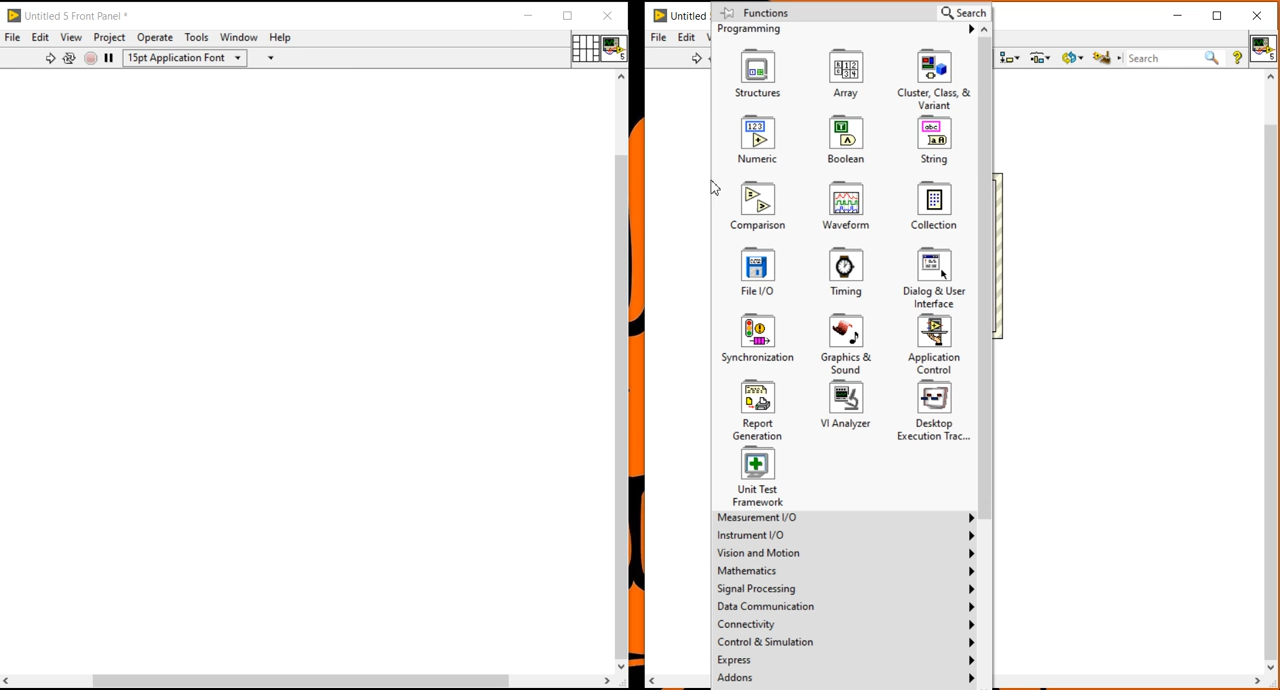 Untitled 5 Front Panel *
File Edit View Project Operate Tools Window Help
15pt Application Font
5
Untitled
File Edit
Search
5
Functions
Search
Programming
Structures
Array
Cluster, Class, &
Variant
Numeric
Boolean
String
Comparison
Waveform
Collection
File I/O
Timing
Dialog & User
Interface
Synchronization
Graphics &
Sound
Application
Control
Report
Generation
VI Analyzer
Desktop
Execution Trac...
Unit Test
Framework
Measurement I/O
Instrument I/O
Vision and Motion
Mathematics
Signal Processing
Data Communication
Connectivity
Control & Simulation
Express
Addons